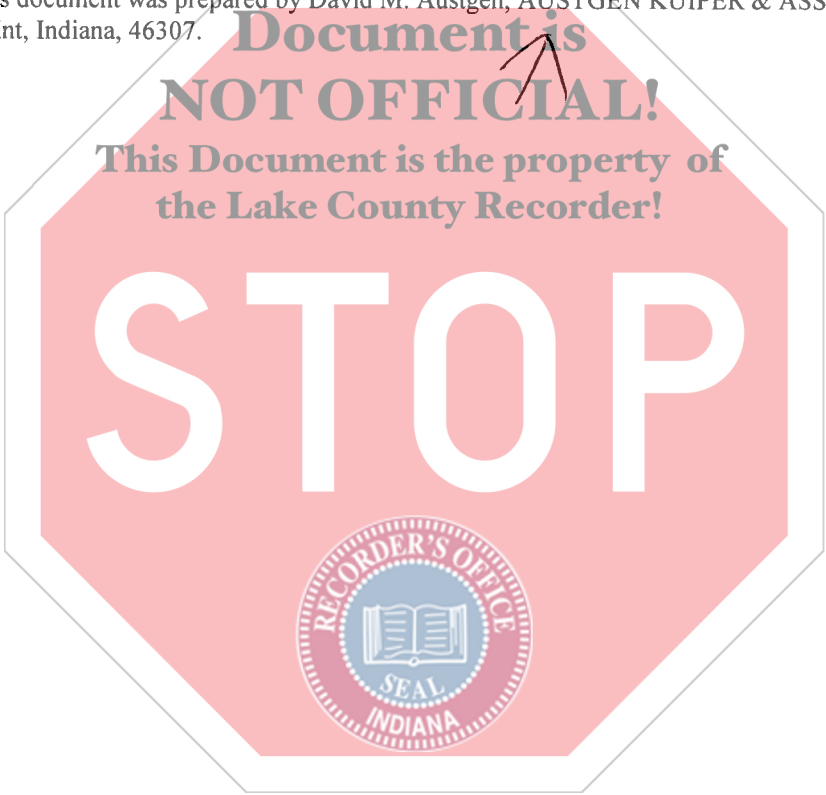 s document was prepared by David M. Austgen, AUSTGEN KUIPER & ASS
nt, Indiana, 46307.
Document is
NOT OFFICIAL!
This Document is the property of
the Lake County Recorder!
STOP
RECORDER'S OFFICE
SEAL
INDIANA